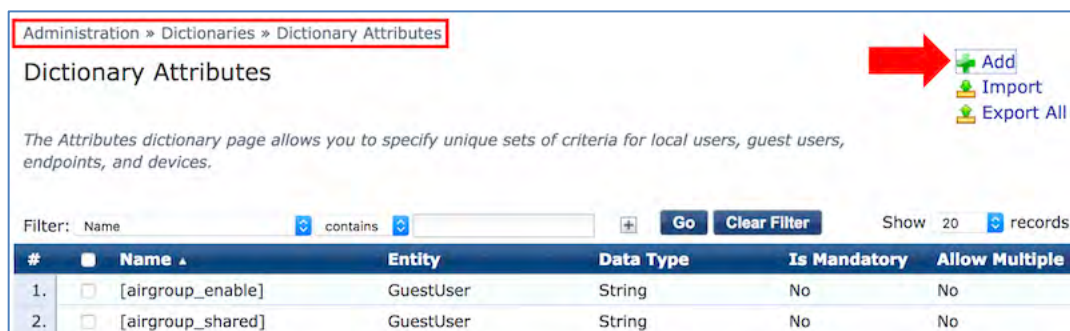 Administration » Dictionaries » Dictionary Attributes
Dictionary Attributes
Add
Import
Export All
The Attributes dictionary page allows you to specify unique sets of criteria for local users, guest users,
endpoints, and devices.
Filter: Name contains + Go Clear Filter Show 20 records
# Name Entity Data Type Is Mandatory Allow Multiple
1. [airgroup_enable] GuestUser String No No
2. [airgroup_shared] GuestUser String No No